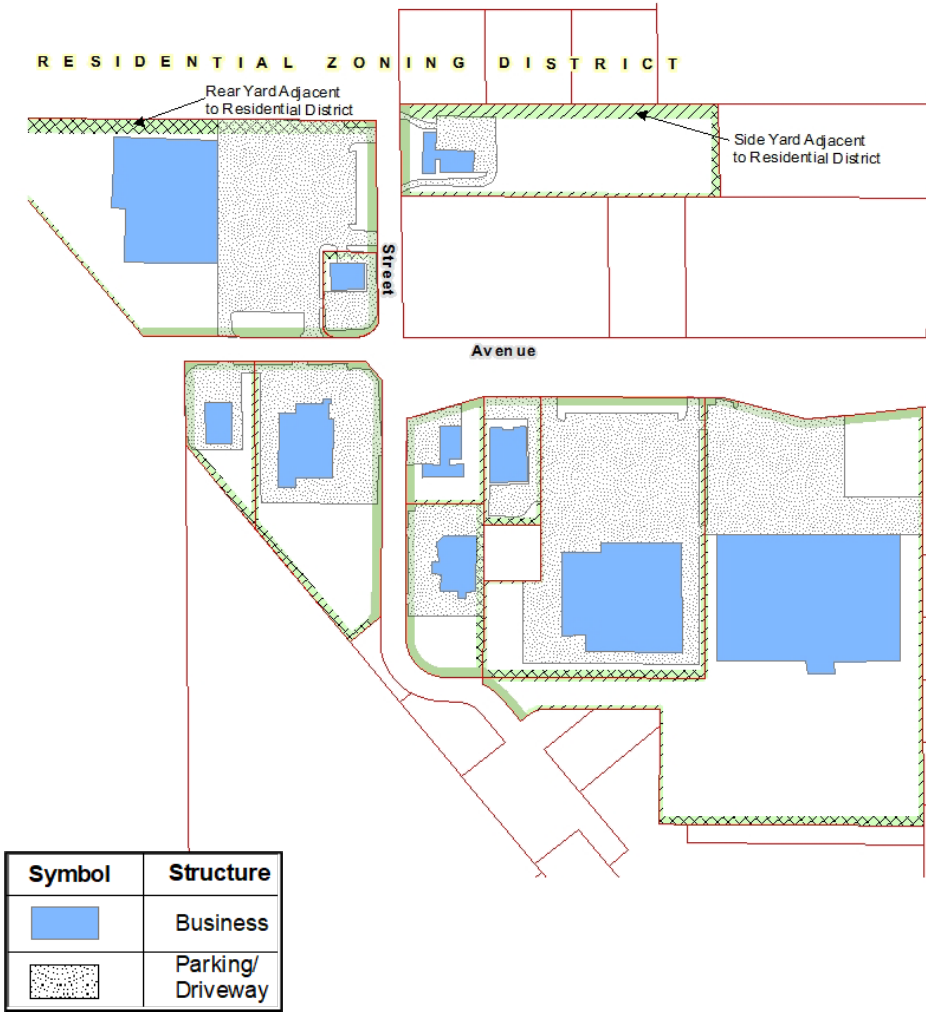 RESIDENTIAL ZONING DISTRICT
Rear Yard Adjacent
to Residential District
Side Yard Adjacent
to Residential District
Street
Avenue
Symbol Structure
Business
Parking/
Driveway